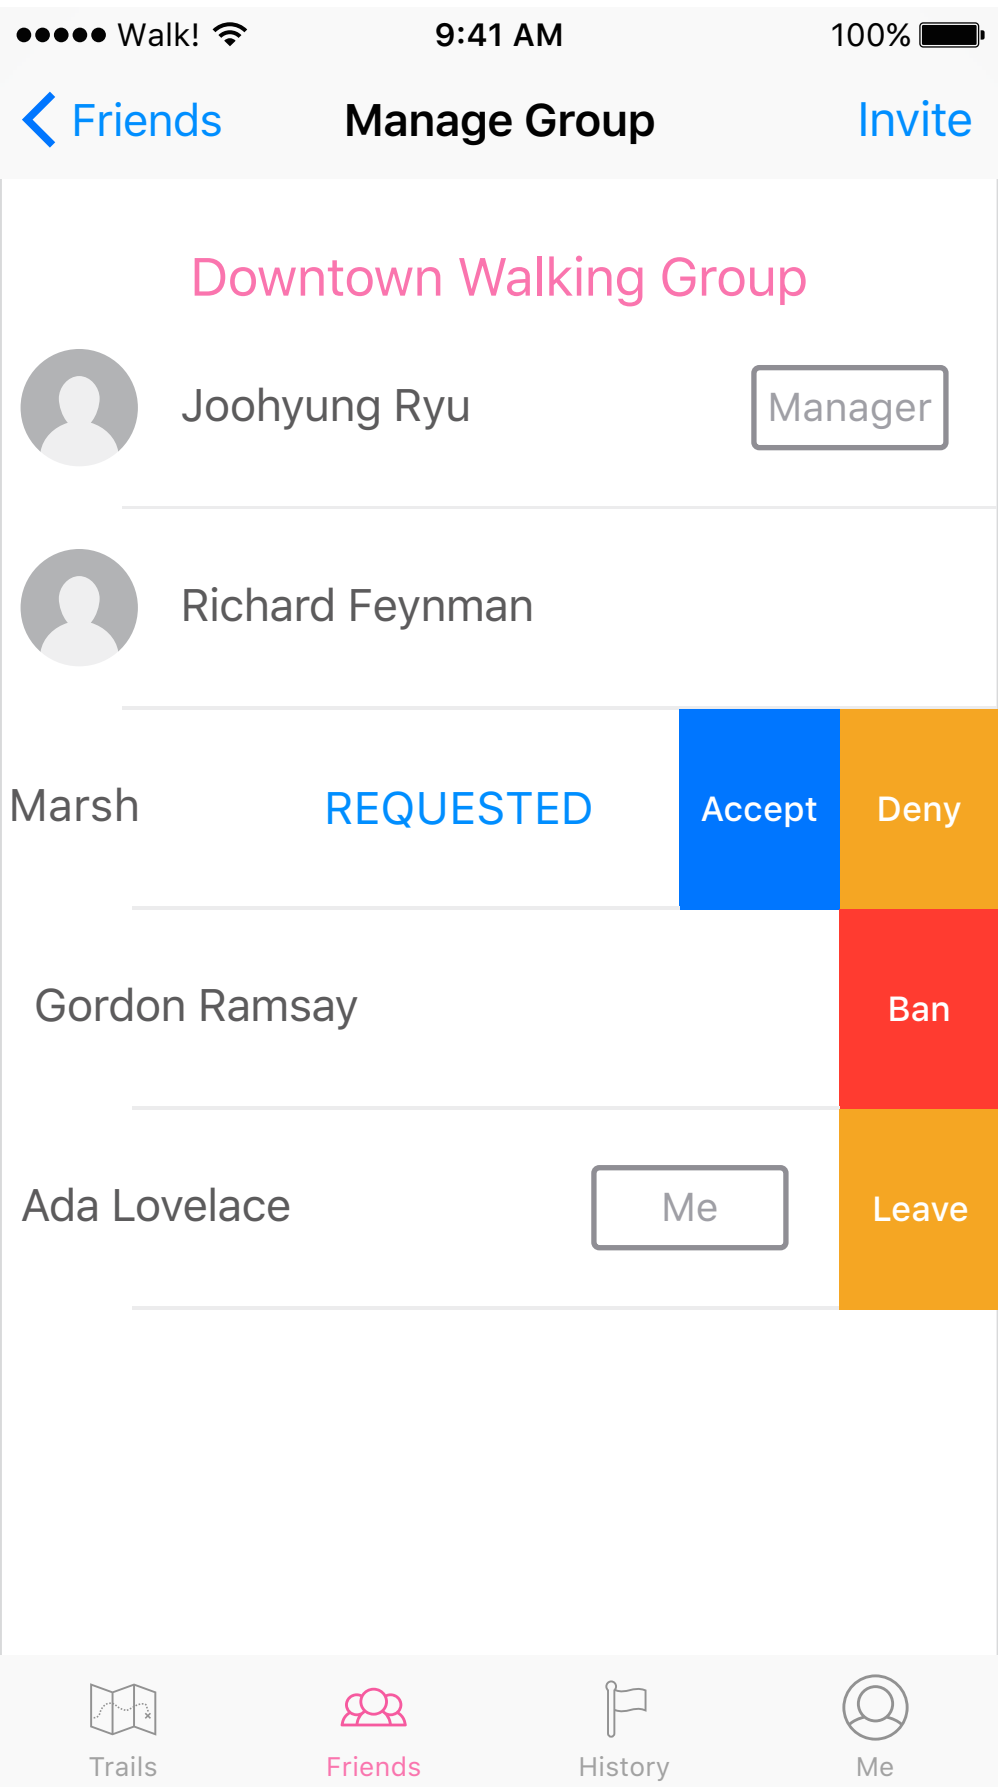 Walk! 9:41 AM 100%
Friends Manage Group Invite
Downtown Walking Group
Joohyung Ryu Manager
Richard Feynman
Marsh REQUESTED Accept Deny
Gordon Ramsay Ban
Ada Lovelace Me Leave
Trails Friends History Me